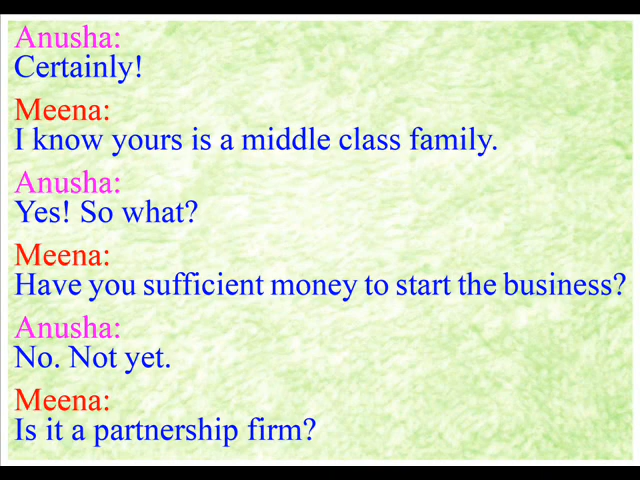 Anusha:
Certainly!
Meena:
I know yours is a middle class family.
Anusha:
Yes! So what?
Meena:
Have you sufficient money to start the business?
Anusha:
No. Not yet.
Meena:
Is it a partnership firm?